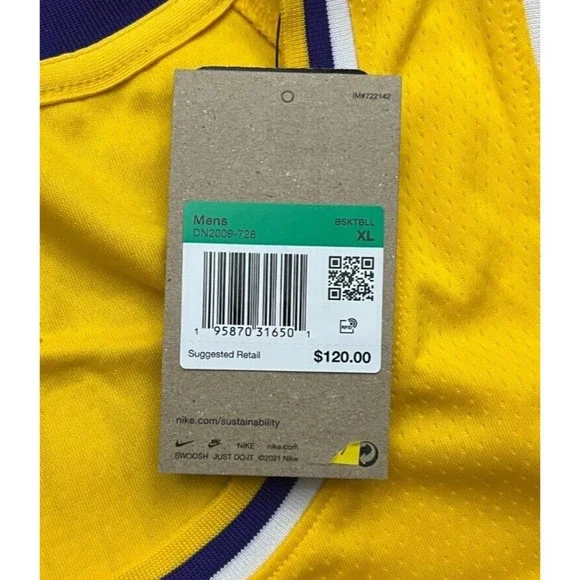 IM#722142
Mens BSKTBLL
DN2009-728 XL
1 95870 31650 1
RFID
Suggested Retail $120.00
nike.com/sustainability
NIKE nike.com
SWOOSH JUST DO IT ©2021 Nike